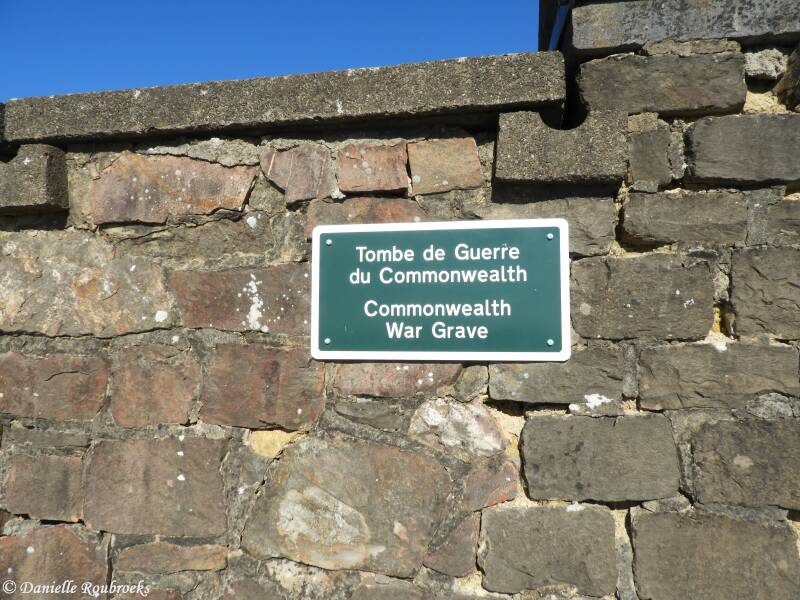 Tombe de Guerre
du Commonwealth
Commonwealth
War Grave
© Danielle Roubroeks